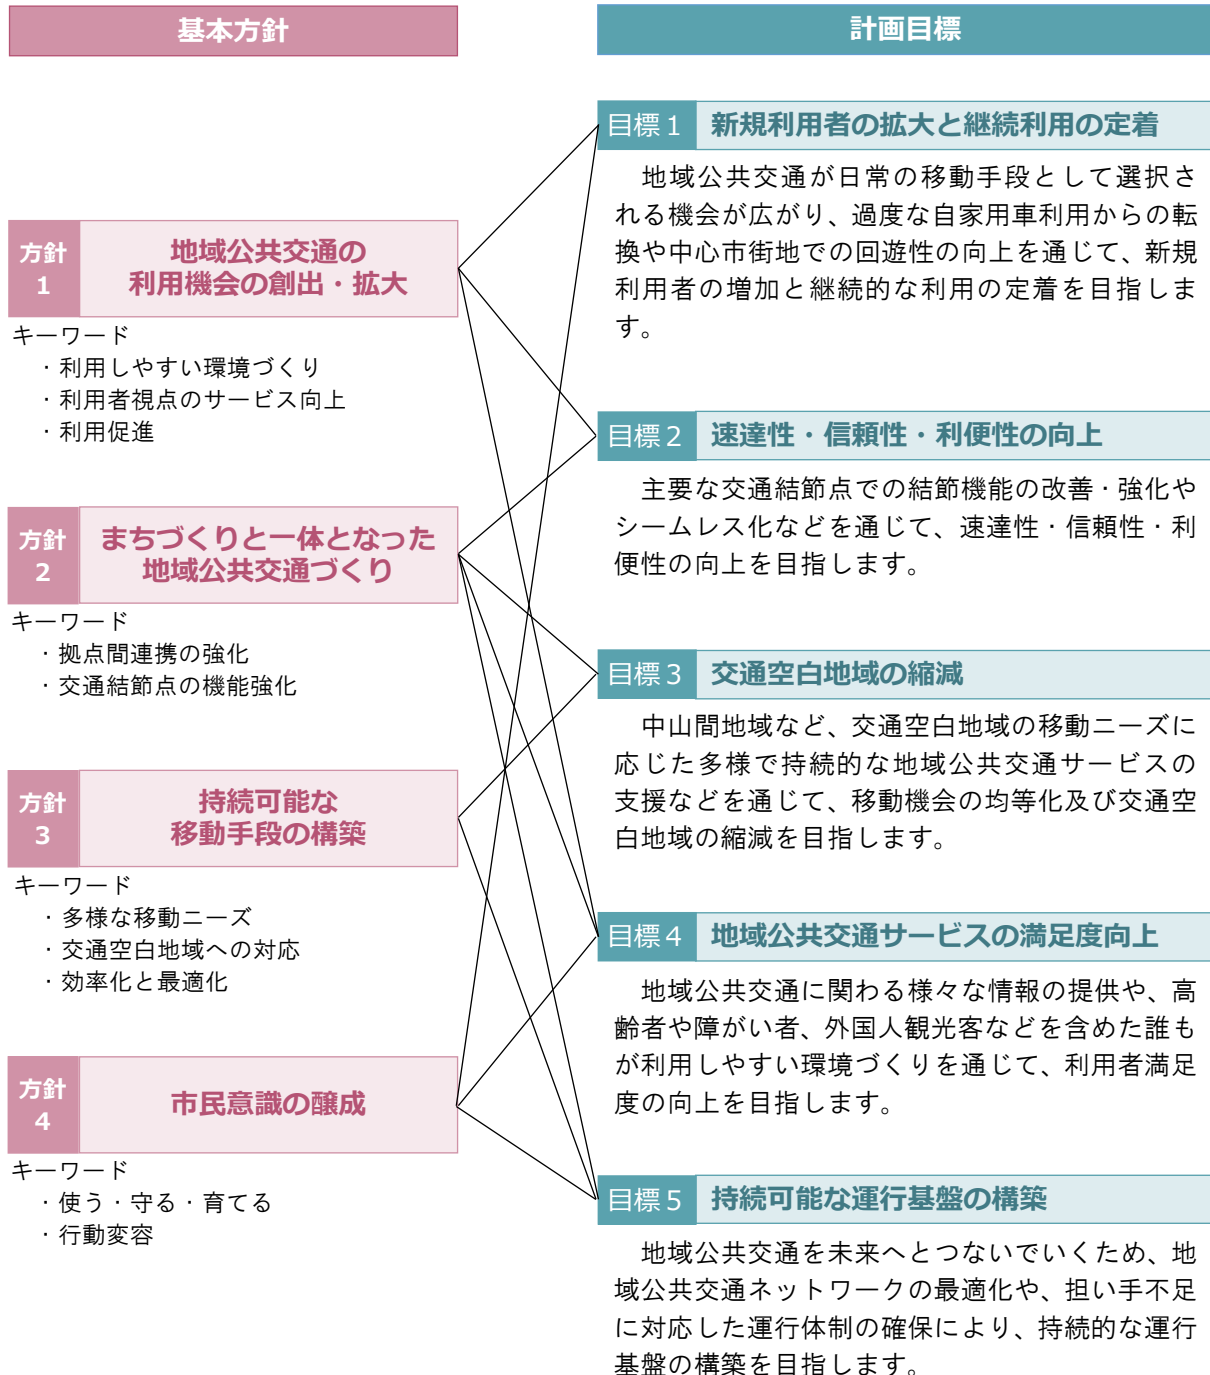 基本方針
方針
1
地域公共交通の
利用機会の創出・拡大
キーワード
・利用しやすい環境づくり
・利用者視点のサービス向上
・利用促進
方針
2
まちづくりと一体となった
地域公共交通づくり
キーワード
・拠点間連携の強化
・交通結節点の機能強化
方針
3
持続可能な
移動手段の構築
キーワード
・多様な移動ニーズ
・交通空白地域への対応
・効率化と最適化
方針
4
市民意識の醸成
キーワード
・使う・守る・育てる
・行動変容
計画目標
目標１ 新規利用者の拡大と継続利用の定着
地域公共交通が日常の移動手段として選択さ
れる機会が広がり、過度な自家用車利用からの転
換や中心市街地での回遊性の向上を通じて、新規
利用者の増加と継続的な利用の定着を目指しま
す。
目標２ 速達性・信頼性・利便性の向上
主要な交通結節点での結節機能の改善・強化や
シームレス化などを通じて、速達性・信頼性・利
便性の向上を目指します。
目標３ 交通空白地域の縮減
中山間地域など、交通空白地域の移動ニーズに
応じた多様で持続的な地域公共交通サービスの
支援などを通じて、移動機会の均等化及び交通空
白地域の縮減を目指します。
目標４ 地域公共交通サービスの満足度向上
地域公共交通に関わる様々な情報の提供や、高
齢者や障がい者、外国人観光客などを含めた誰も
が利用しやすい環境づくりを通じて、利用者満足
度の向上を目指します。
目標５ 持続可能な運行基盤の構築
地域公共交通を未来へとつないでいくため、地
域公共交通ネットワークの最適化や、担い手不足
に対応した運行体制の確保により、持続的な運行
基盤の構築を目指します。